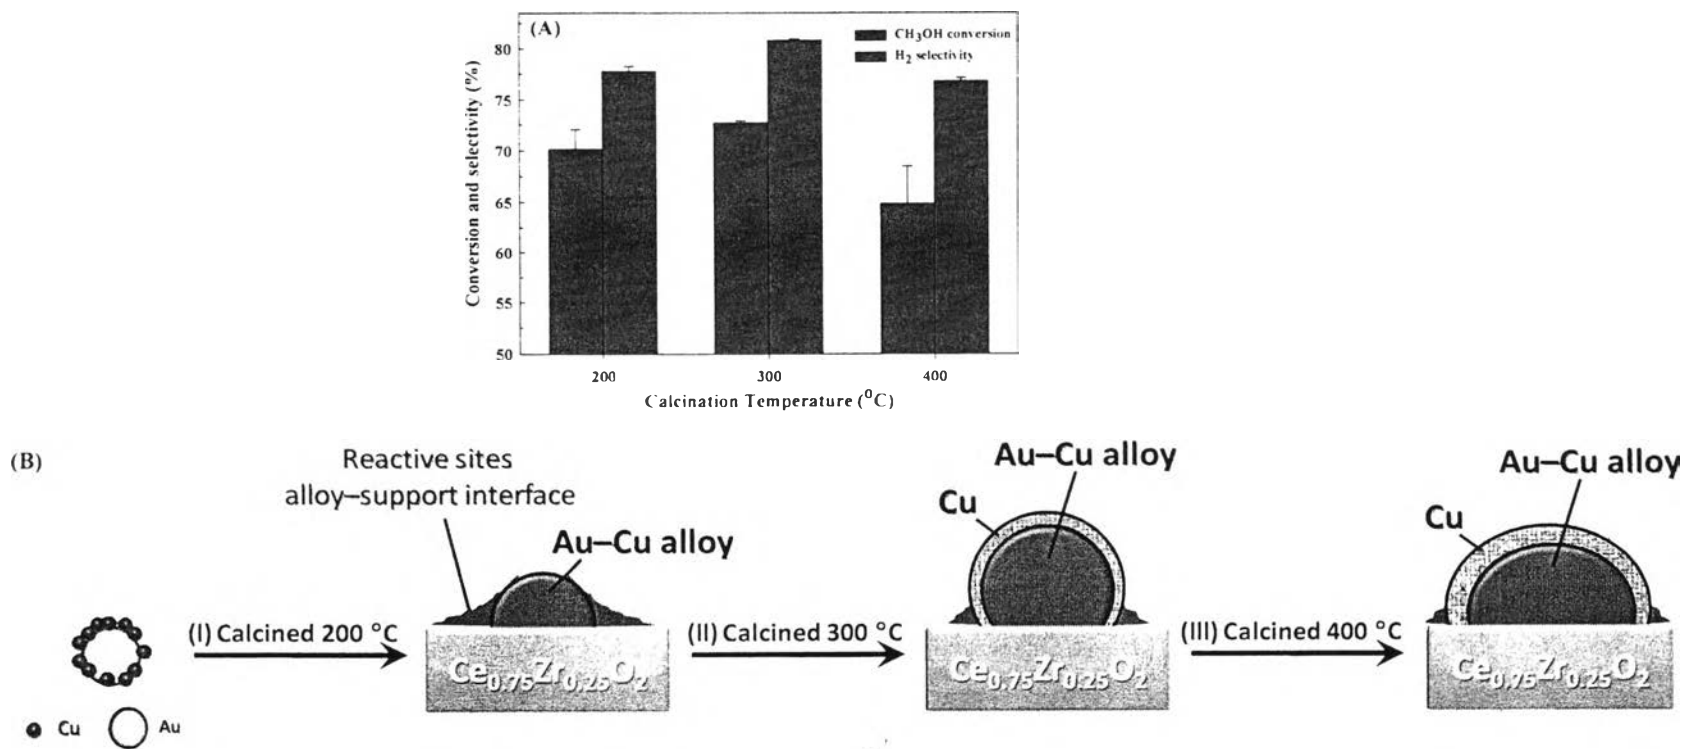 (A)
CH₃OH conversion
H₂ selectivity
Conversion and selectivity (%)
80
75
70
65
60
55
50
200
300
400
Calcination Temperature (⁰C)
(B)
Reactive sites
alloy–support interface
Au–Cu alloy
(I) Calcined 200 °C
Ce₀.₇₅Zr₀.₂₅O₂
Cu
Au
Au–Cu alloy
Cu
(II) Calcined 300 °C
Ce₀.₇₅Zr₀.₂₅O₂
Au–Cu alloy
Cu
(III) Calcined 400 °C
Ce₀.₇₅Zr₀.₂₅O₂